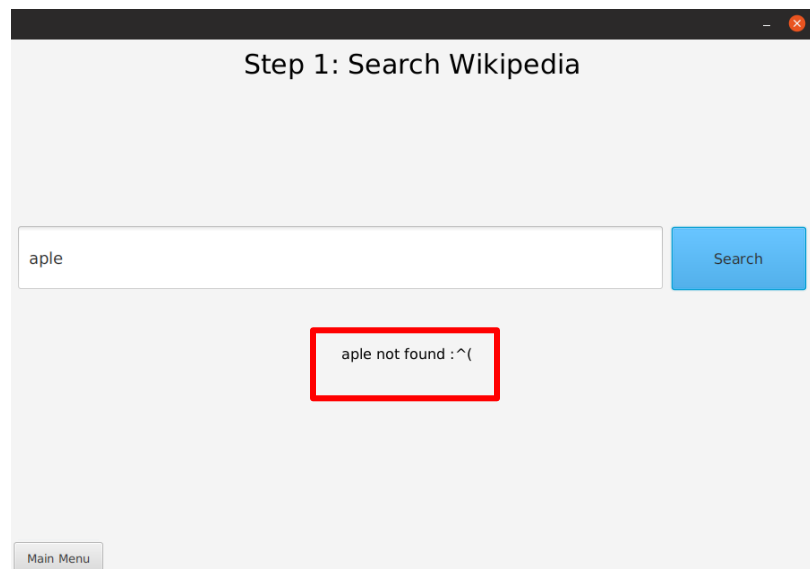 Step 1: Search Wikipedia
aple
Search
aple not found :^(
Main Menu